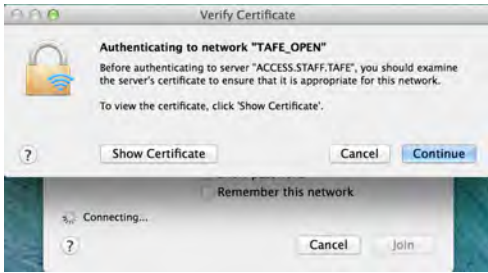 Verify Certificate
Authenticating to network "TAFE_OPEN"
Before authenticating to server "ACCESS.STAFF.TAFE", you should examine
the server's certificate to ensure that it is appropriate for this network.
To view the certificate, click 'Show Certificate'.
? Show Certificate Cancel Continue
Remember this network
Connecting...
? Cancel Join